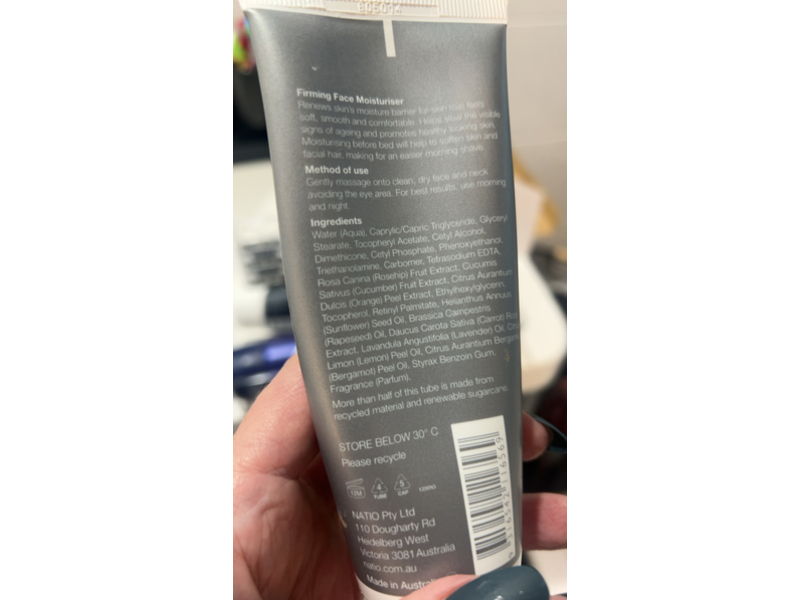 Firming Face Moisturiser
Renews skin's moisture barrier for skin that feels
soft, smooth and comfortable. Helps slow the visible
signs of ageing and promotes healthy looking skin.
Moisturising before bed will help to soften skin and
facial hair, making for an easier morning shave.
Method of use
Gently massage onto clean, dry face and neck
avoiding the eye area. For best results, use morning
and night.
Ingredients
Water (Aqua), Caprylic/Capric Triglyceride, Glyceryl
Stearate, Tocopheryl Acetate, Cetyl Alcohol,
Dimethicone, Cetyl Phosphate, Phenoxyethanol,
Triethanolamine, Carbomer, Tetrasodium EDTA,
Rosa Canina (Rosehip) Fruit Extract, Cucumis
Sativus (Cucumber) Fruit Extract, Citrus Aurantium
Dulcis (Orange) Peel Extract, Ethylhexylglycerin,
Tocopherol, Retinyl Palmitate, Helianthus Annuus
(Sunflower) Seed Oil, Brassica Campestris
(Rapeseed) Oil, Daucus Carota Sativa (Carrot) Root
Extract, Lavandula Angustifolia (Lavender) Oil,
Limon (Lemon) Peel Oil, Citrus Aurantium
(Bergamot) Peel Oil, Styrax Benzoin Gum,
Fragrance (Parfum).
More than half of this tube is made from
recycled material and renewable sugarcane.
STORE BELOW 30° C
Please recycle
12M
4
TUBE
5
CAP
NATIO Pty Ltd
110 Dougharty Rd
Heidelberg West
Victoria 3081 Australia
natio.com.au
Made in